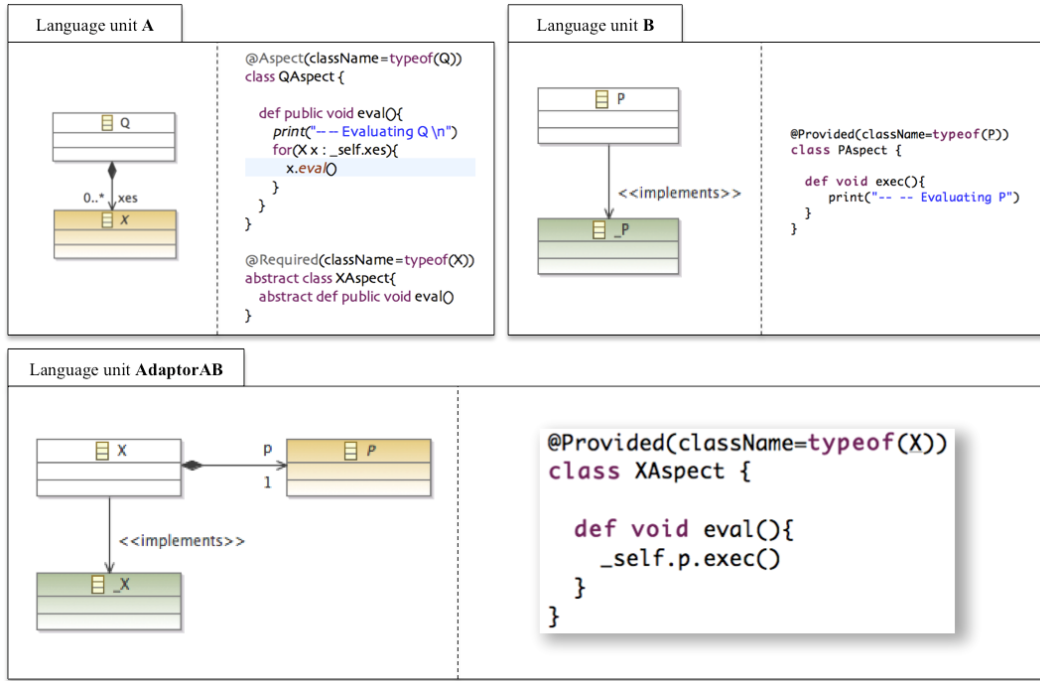 Language unit A
Q
0..* xes
X
@Aspect(className=typeof(Q))
class QAspect {
def public void eval(){
print("-- -- Evaluating Q \n")
for(X x : _self.xes){
x.eval()
}
}
}
@Required(className=typeof(X))
abstract class XAspect{
abstract def public void eval()
}
Language unit B
P
<<implements>>
_P
@Provided(className=typeof(P))
class PAspect {
def void exec(){
print("-- -- Evaluating P")
}
}
Language unit AdaptorAB
X
p
1
P
<<implements>>
_X
@Provided(className=typeof(X))
class XAspect {
def void eval(){
_self.p.exec()
}
}